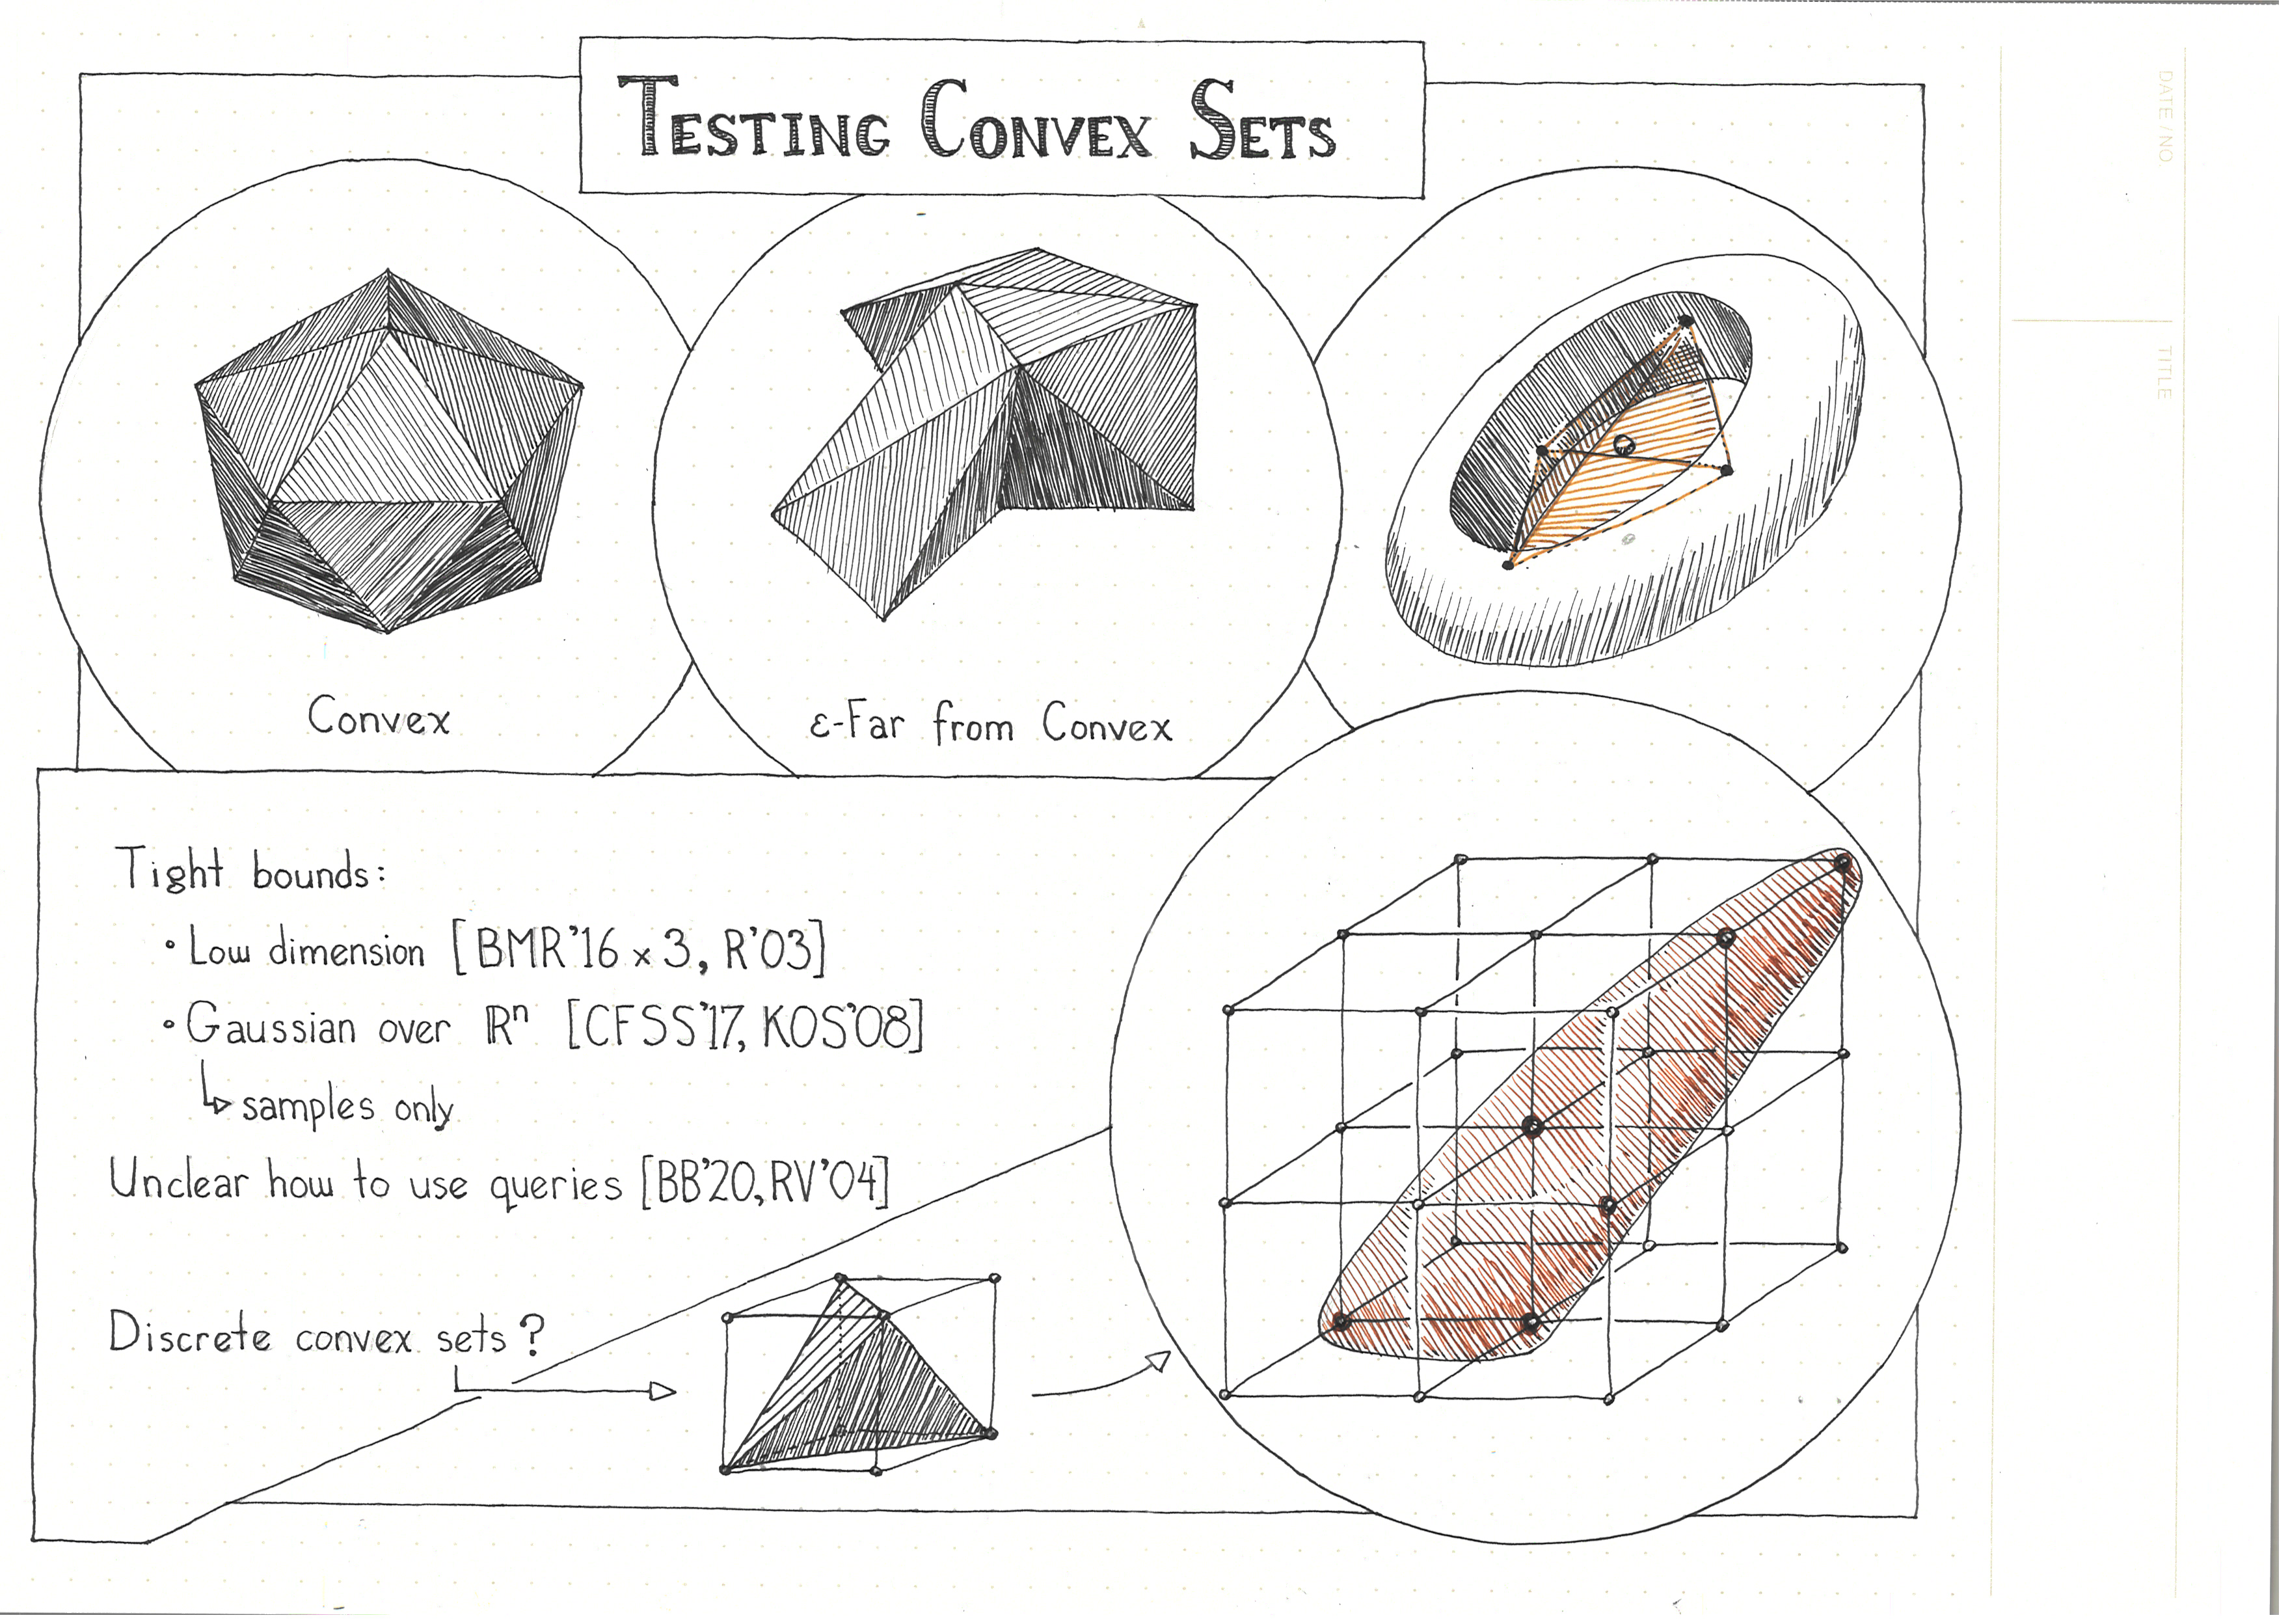 TESTING CONVEX SETS
Convex
ε-Far from Convex
Tight bounds:
• Low dimension [BMR'16 x 3, R'03]
• Gaussian over ℝⁿ [CFSS'17, KOS'08]
↳ samples only
Unclear how to use queries [BB'20, RV'04]
Discrete convex sets?
DATE/NO.
TITLE